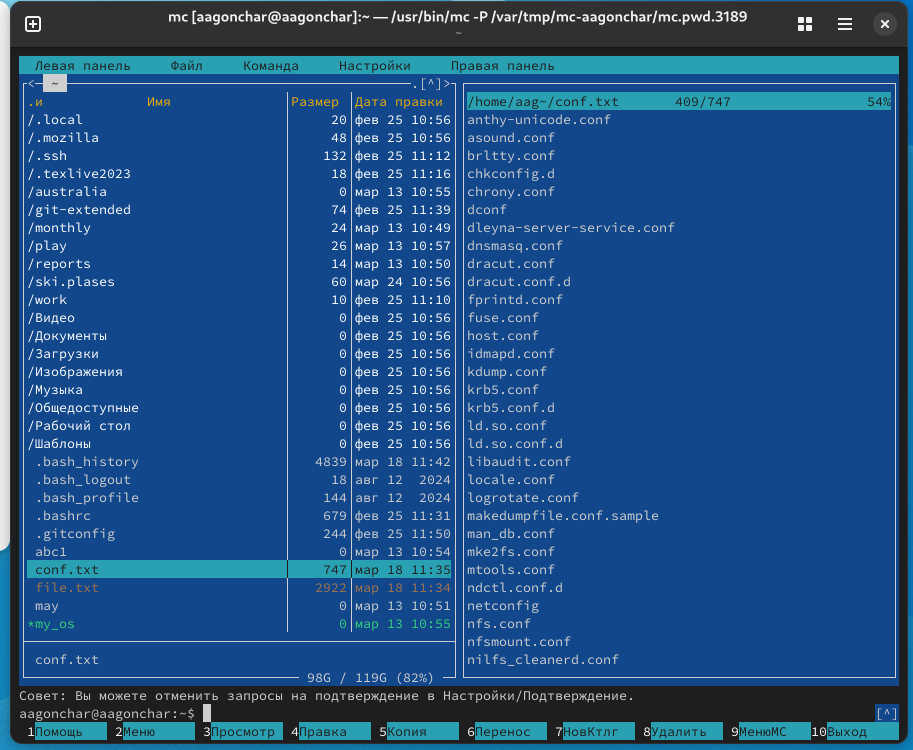 mc [aagonchar@aagonchar]:~ — /usr/bin/mc -P /var/tmp/mc-aagonchar/mc.pwd.3189
~
Левая панель Файл Команда Настройки Правая панель
<─ ~ .[^]>
.и Имя Размер Дата правки
/.local 20 фев 25 10:56
/.mozilla 48 фев 25 10:56
/.ssh 132 фев 25 11:12
/.texlive2023 18 фев 25 11:16
/australia 0 мар 13 10:55
/git-extended 74 фев 25 11:39
/monthly 24 мар 13 10:49
/play 26 мар 13 10:57
/reports 14 мар 13 10:50
/ski.plases 60 мар 24 10:56
/work 10 фев 25 11:10
/Видео 0 фев 25 10:56
/Документы 0 фев 25 10:56
/Загрузки 0 фев 25 10:56
/Изображения 0 фев 25 10:56
/Музыка 0 фев 25 10:56
/Общедоступные 0 фев 25 10:56
/Рабочий стол 0 фев 25 10:56
/Шаблоны 0 фев 25 10:56
.bash_history 4839 мар 18 11:42
.bash_logout 18 авг 12 2024
.bash_profile 144 авг 12 2024
.bashrc 679 фев 25 11:31
.gitconfig 244 фев 25 11:50
abc1 0 мар 13 10:54
conf.txt 747 мар 18 11:35
file.txt 2922 мар 18 11:34
may 0 мар 13 10:51
*my_os 0 мар 13 10:55
conf.txt
98G / 119G (82%)
/home/aag~/conf.txt 409/747 54%
anthy-unicode.conf
asound.conf
brltty.conf
chkconfig.d
chrony.conf
dconf
dleyna-server-service.conf
dnsmasq.conf
dracut.conf
dracut.conf.d
fprintd.conf
fuse.conf
host.conf
idmapd.conf
kdump.conf
krb5.conf
krb5.conf.d
ld.so.conf
ld.so.conf.d
libaudit.conf
locale.conf
logrotate.conf
makedumpfile.conf.sample
man_db.conf
mke2fs.conf
mtools.conf
ndctl.conf.d
netconfig
nfs.conf
nfsmount.conf
nilfs_cleanerd.conf
Совет: Вы можете отменить запросы на подтверждение в Настройки/Подтверждение.
aagonchar@aagonchar:~$ [^]
1Помощь 2Меню 3Просмотр 4Правка 5Копия 6Перенос 7НовКтлг 8Удалить 9МенюMC 10Выход